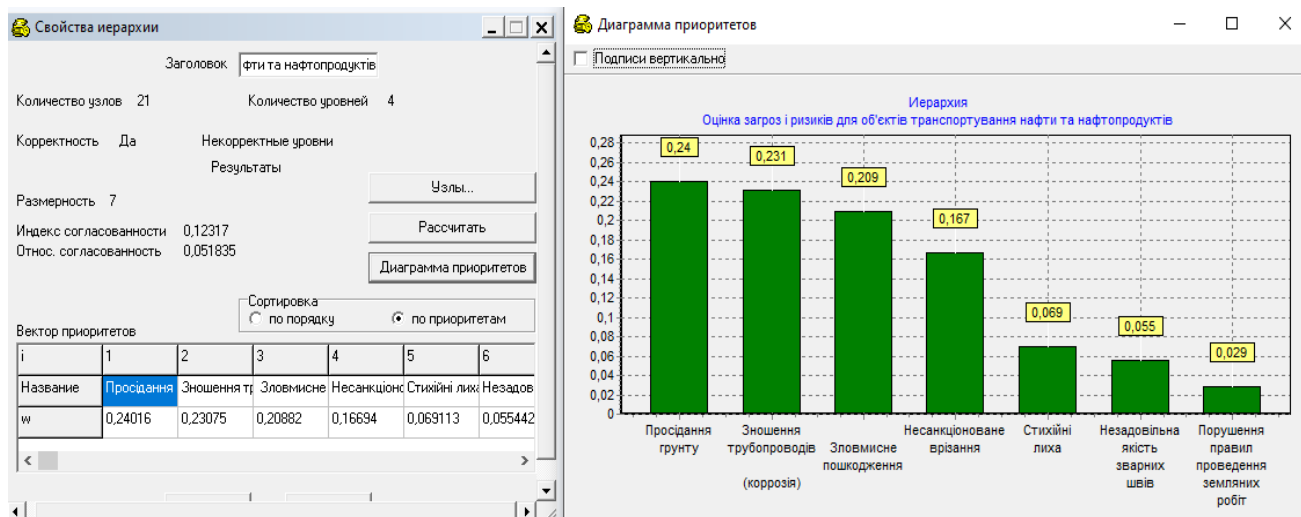 Свойства иерархии
Заголовок фти та нафтопродуктів
Количество узлов 21 Количество уровней 4
Корректность Да Некорректные уровни
Результаты
Узлы...
Размерность 7
Индекс согласованности 0,12317
Рассчитать
Относ. согласованность 0,051835
Диаграмма приоритетов
Сортировка
по порядку по приоритетам
Вектор приоритетов
i 1 2 3 4 5 6
Название Просідання Зношення тр Зловмисне Несанкціоно Стихійні лиха Незадов
w 0,24016 0,23075 0,20882 0,16694 0,069113 0,055442
Диаграмма приоритетов
Подписи вертикально
Иерархия
Оцінка загроз і ризиків для об'єктів транспортування нафти та нафтопродуктів
0,28
0,26
0,24
0,22
0,2
0,18
0,16
0,14
0,12
0,1
0,08
0,06
0,04
0,02
0
0,24
0,231
0,209
0,167
0,069
0,055
0,029
Просідання
грунту
Зношення
трубопроводів
(коррозія)
Зловмисне
пошкодження
Несанкціоноване
врізання
Стихійні
лиха
Незадовільна
якість
зварних
швів
Порушення
правил
проведення
земляних
робіт